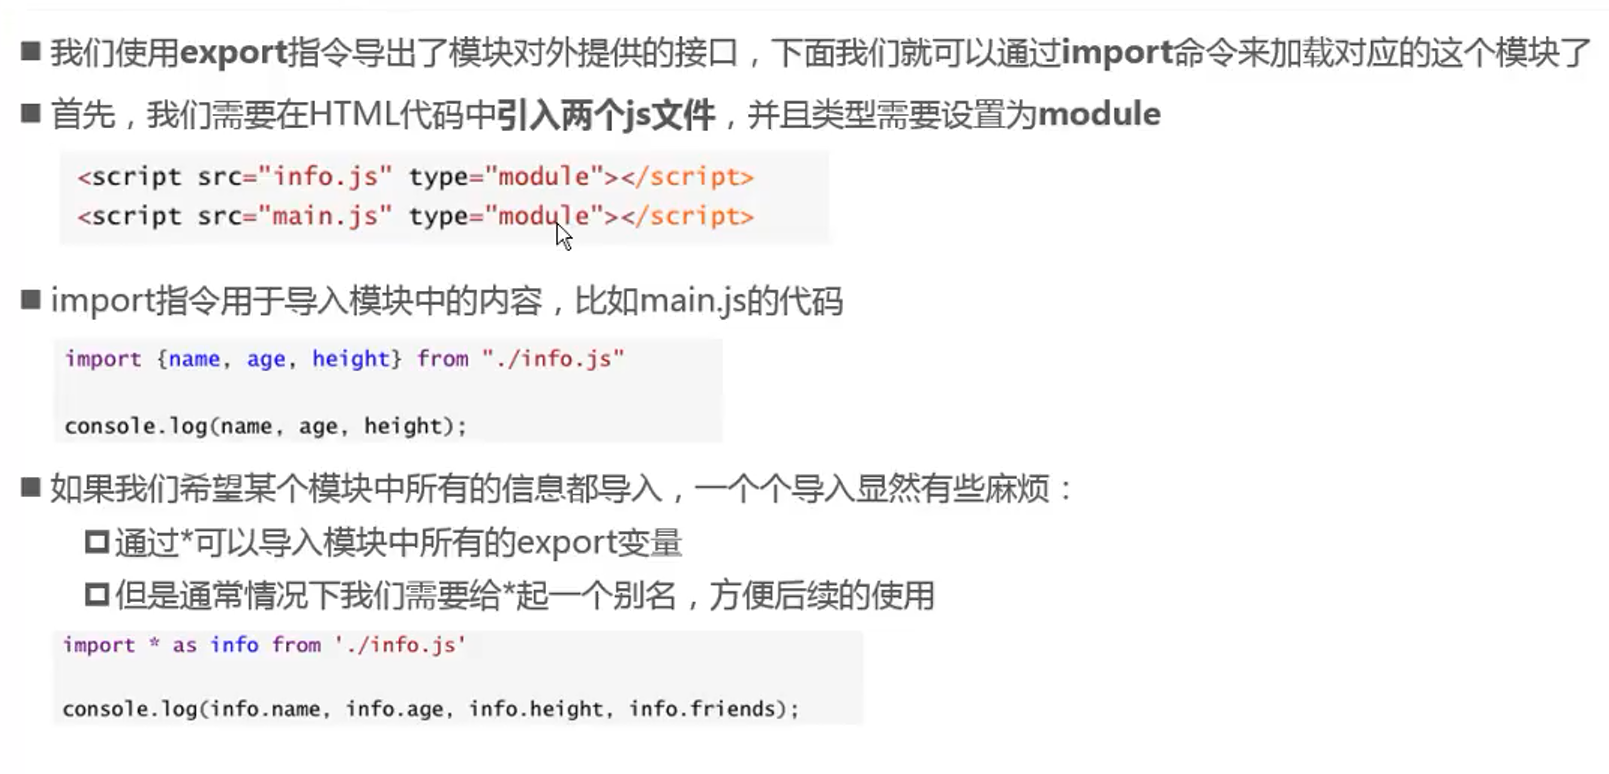 我们使用export指令导出了模块对外提供的接口，下面我们就可以通过import命令来加载对应的这个模块了
首先，我们需要在HTML代码中引入两个js文件，并且类型需要设置为module
<script src="info.js" type="module"></script>
<script src="main.js" type="module"></script>
import指令用于导入模块中的内容，比如main.js的代码
import {name, age, height} from "./info.js"
console.log(name, age, height);
如果我们希望某个模块中所有的信息都导入，一个个导入显然有些麻烦：
通过*可以导入模块中所有的export变量
但是通常情况下我们需要给*起一个别名，方便后续的使用
import * as info from './info.js'
console.log(info.name, info.age, info.height, info.friends);